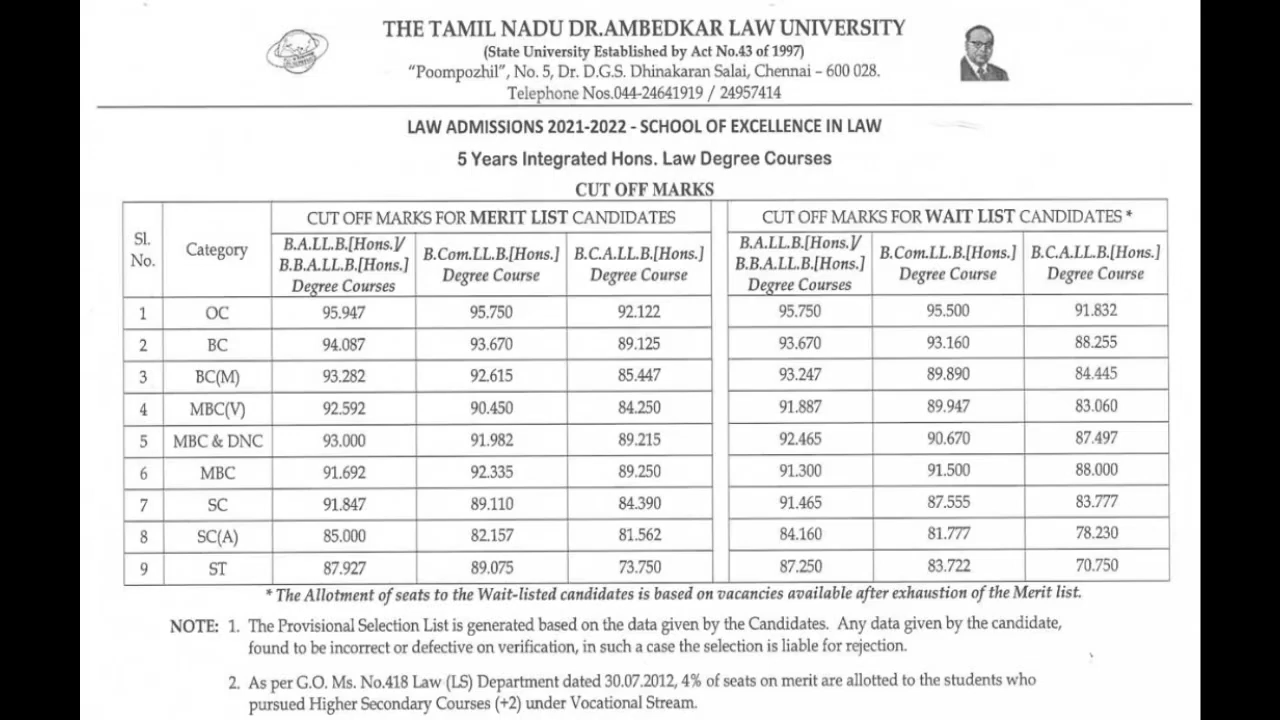 THE TAMIL NADU DR.AMBEDKAR LAW UNIVERSITY
(State University Established by Act No.43 of 1997)
“Poompozhil”, No. 5, Dr. D.G.S. Dhinakaran Salai, Chennai – 600 028.
Telephone Nos.044-24641919 / 24957414
LAW ADMISSIONS 2021-2022 - SCHOOL OF EXCELLENCE IN LAW
5 Years Integrated Hons. Law Degree Courses
CUT OFF MARKS
Sl. No. Category CUT OFF MARKS FOR MERIT LIST CANDIDATES CUT OFF MARKS FOR WAIT LIST CANDIDATES *
B.A.LL.B.[Hons.]/ B.B.A.LL.B.[Hons.] Degree Courses B.Com.LL.B.[Hons.] Degree Course B.C.A.LL.B.[Hons.] Degree Course B.A.LL.B.[Hons.]/ B.B.A.LL.B.[Hons.] Degree Courses B.Com.LL.B.[Hons.] Degree Course B.C.A.LL.B.[Hons.] Degree Course
1 OC 95.947 95.750 92.122 95.750 95.500 91.832
2 BC 94.087 93.670 89.125 93.670 93.160 88.255
3 BC(M) 93.282 92.615 85.447 93.247 89.890 84.445
4 MBC(V) 92.592 90.450 84.250 91.887 89.947 83.060
5 MBC & DNC 93.000 91.982 89.215 92.465 90.670 87.497
6 MBC 91.692 92.335 89.250 91.300 91.500 88.000
7 SC 91.847 89.110 84.390 91.465 87.555 83.777
8 SC(A) 85.000 82.157 81.562 84.160 81.777 78.230
9 ST 87.927 89.075 73.750 87.250 83.722 70.750
* The Allotment of seats to the Wait-listed candidates is based on vacancies available after exhaustion of the Merit list.
NOTE: 1. The Provisional Selection List is generated based on the data given by the Candidates. Any data given by the candidate,
found to be incorrect or defective on verification, in such a case the selection is liable for rejection.
2. As per G.O. Ms. No.418 Law (LS) Department dated 30.07.2012, 4% of seats on merit are allotted to the students who
pursued Higher Secondary Courses (+2) under Vocational Stream.